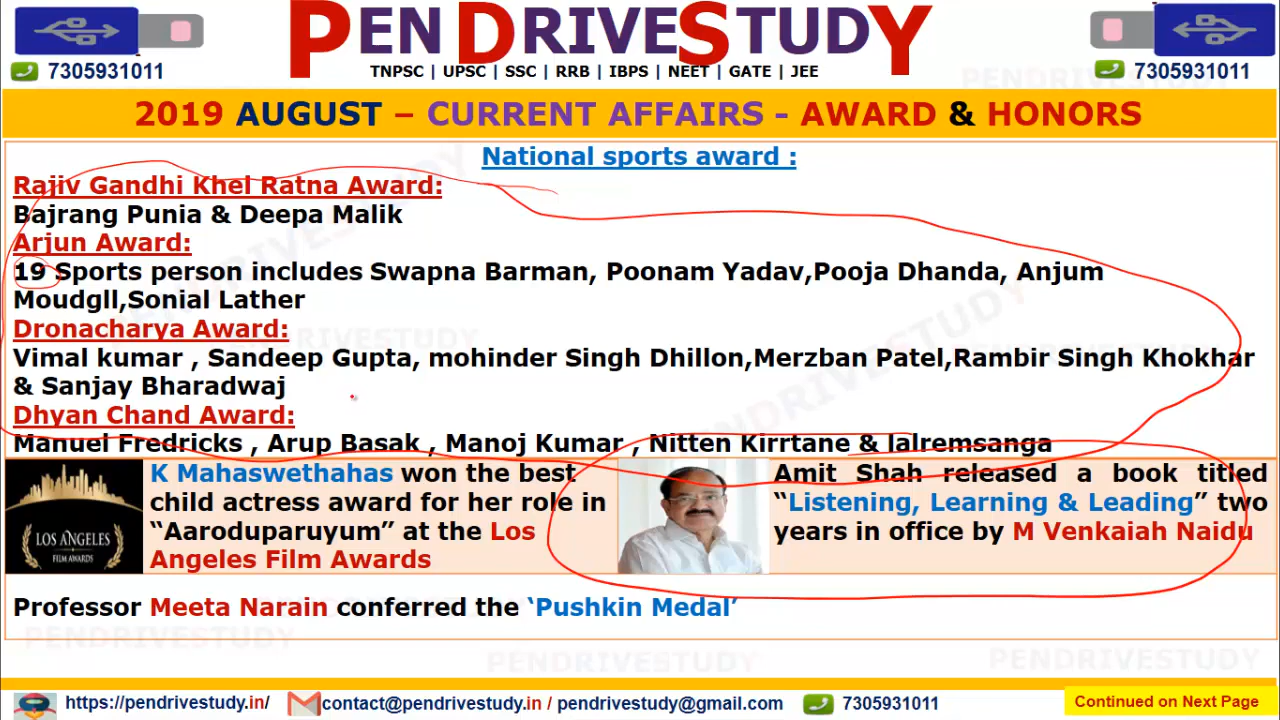 PENDRIVESTUDY
7305931011
TNPSC | UPSC | SSC | RRB | IBPS | NEET | GATE | JEE
7305931011
2019 AUGUST – CURRENT AFFAIRS - AWARD & HONORS
National sports award :
Rajiv Gandhi Khel Ratna Award:
Bajrang Punia & Deepa Malik
Arjun Award:
19 Sports person includes Swapna Barman, Poonam Yadav,Pooja Dhanda, Anjum
Moudgll,Sonial Lather
Dronacharya Award:
Vimal kumar , Sandeep Gupta, mohinder Singh Dhillon,Merzban Patel,Rambir Singh Khokhar
& Sanjay Bharadwaj
Dhyan Chand Award:
Manuel Fredricks , Arup Basak , Manoj Kumar , Nitten Kirrtane & lalremsanga
LOS ANGELES
FILM AWARDS
K Mahaswethahas won the best
child actress award for her role in
“Aaroduparuyum” at the Los
Angeles Film Awards
Amit Shah released a book titled
“Listening, Learning & Leading” two
years in office by M Venkaiah Naidu
Professor Meeta Narain conferred the ‘Pushkin Medal’
https://pendrivestudy.in/
contact@pendrivestudy.in / pendrivestudy@gmail.com
7305931011
Continued on Next Page